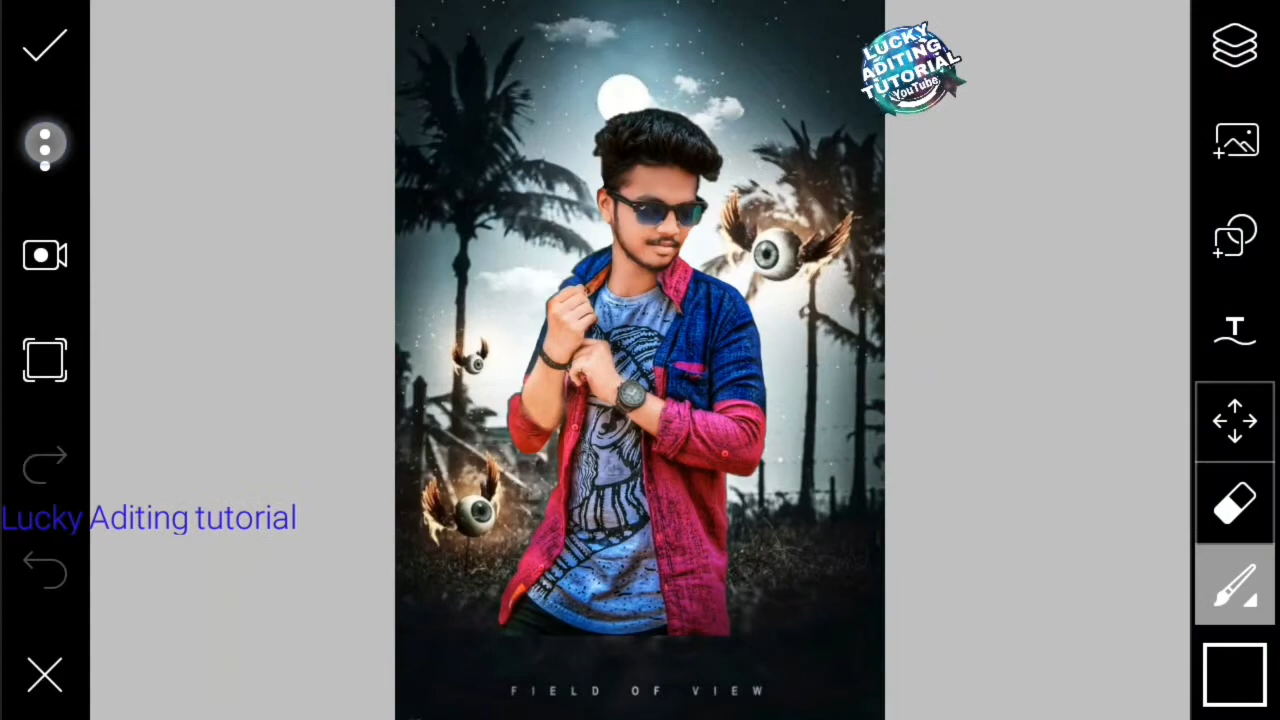 LUCKY
ADITING
TUTORIAL
YouTube
T
Lucky Aditing tutorial
FIELD OF VIEW